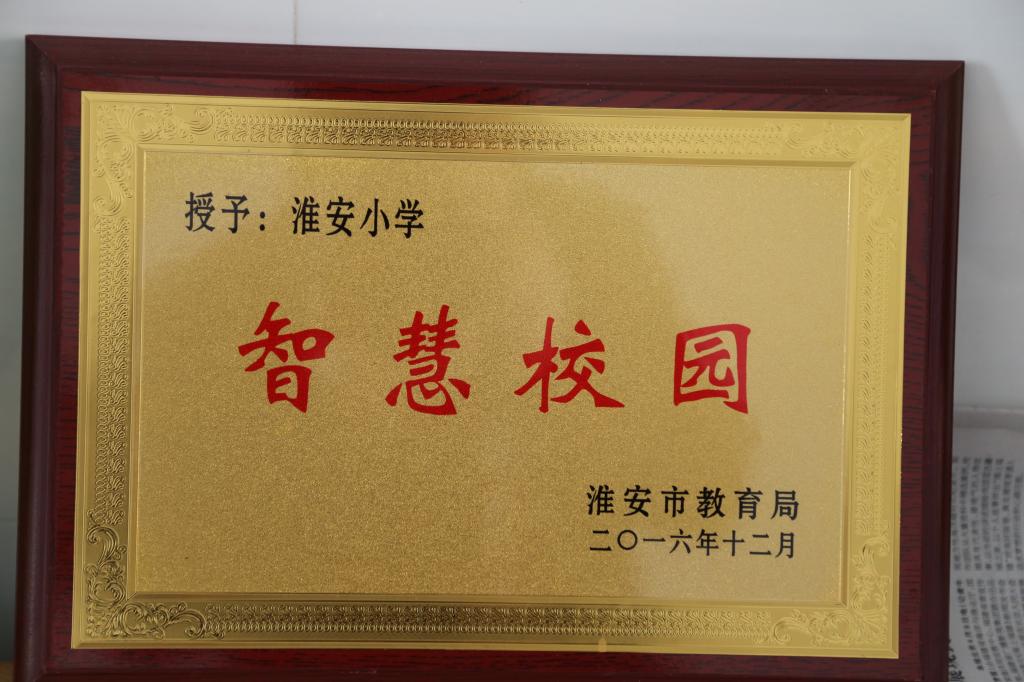 授予：淮安小学
智慧校园
淮安市教育局
二〇一六年十二月